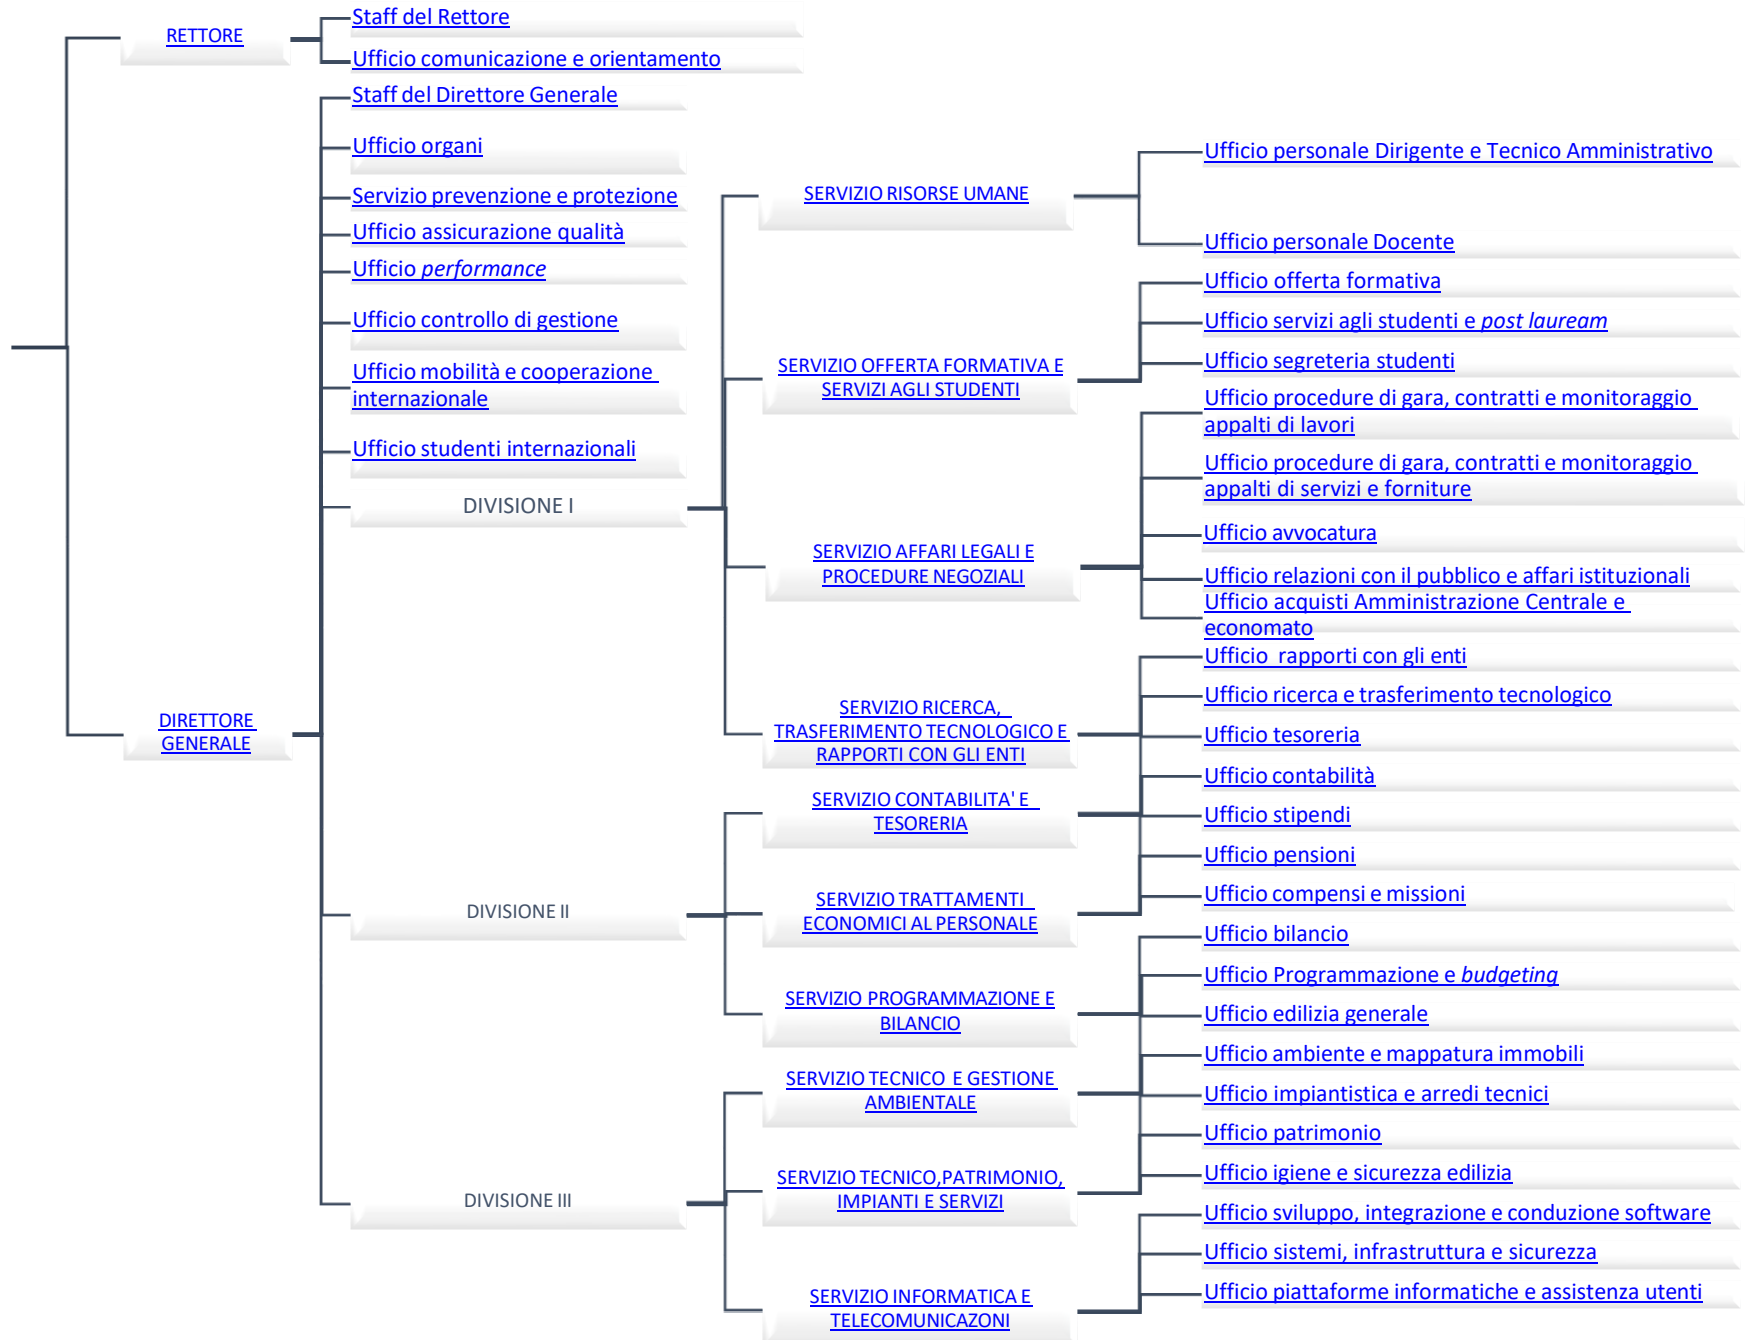 RETTORE
Staff del Rettore
Ufficio comunicazione e orientamento
DIRETTORE
GENERALE
Staff del Direttore Generale
Ufficio organi
Servizio prevenzione e protezione
Ufficio assicurazione qualità
Ufficio performance
Ufficio controllo di gestione
Ufficio mobilità e cooperazione
internazionale
Ufficio studenti internazionali
DIVISIONE I
SERVIZIO RISORSE UMANE
Ufficio personale Dirigente e Tecnico Amministrativo
Ufficio personale Docente
SERVIZIO OFFERTA FORMATIVA E
SERVIZI AGLI STUDENTI
Ufficio offerta formativa
Ufficio servizi agli studenti e post lauream
Ufficio segreteria studenti
SERVIZIO AFFARI LEGALI E
PROCEDURE NEGOZIALI
Ufficio procedure di gara, contratti e monitoraggio
appalti di lavori
Ufficio procedure di gara, contratti e monitoraggio
appalti di servizi e forniture
Ufficio avvocatura
Ufficio relazioni con il pubblico e affari istituzionali
Ufficio acquisti Amministrazione Centrale e
economato
SERVIZIO RICERCA,
TRASFERIMENTO TECNOLOGICO E
RAPPORTI CON GLI ENTI
Ufficio rapporti con gli enti
Ufficio ricerca e trasferimento tecnologico
DIVISIONE II
SERVIZIO CONTABILITA' E
TESORERIA
Ufficio tesoreria
Ufficio contabilità
Ufficio stipendi
SERVIZIO TRATTAMENTI
ECONOMICI AL PERSONALE
Ufficio pensioni
Ufficio compensi e missioni
SERVIZIO PROGRAMMAZIONE E
BILANCIO
Ufficio bilancio
Ufficio Programmazione e budgeting
DIVISIONE III
SERVIZIO TECNICO E GESTIONE
AMBIENTALE
Ufficio edilizia generale
Ufficio ambiente e mappatura immobili
Ufficio impiantistica e arredi tecnici
SERVIZIO TECNICO,PATRIMONIO,
IMPIANTI E SERVIZI
Ufficio patrimonio
Ufficio igiene e sicurezza edilizia
SERVIZIO INFORMATICA E
TELECOMUNICAZONI
Ufficio sviluppo, integrazione e conduzione software
Ufficio sistemi, infrastruttura e sicurezza
Ufficio piattaforme informatiche e assistenza utenti